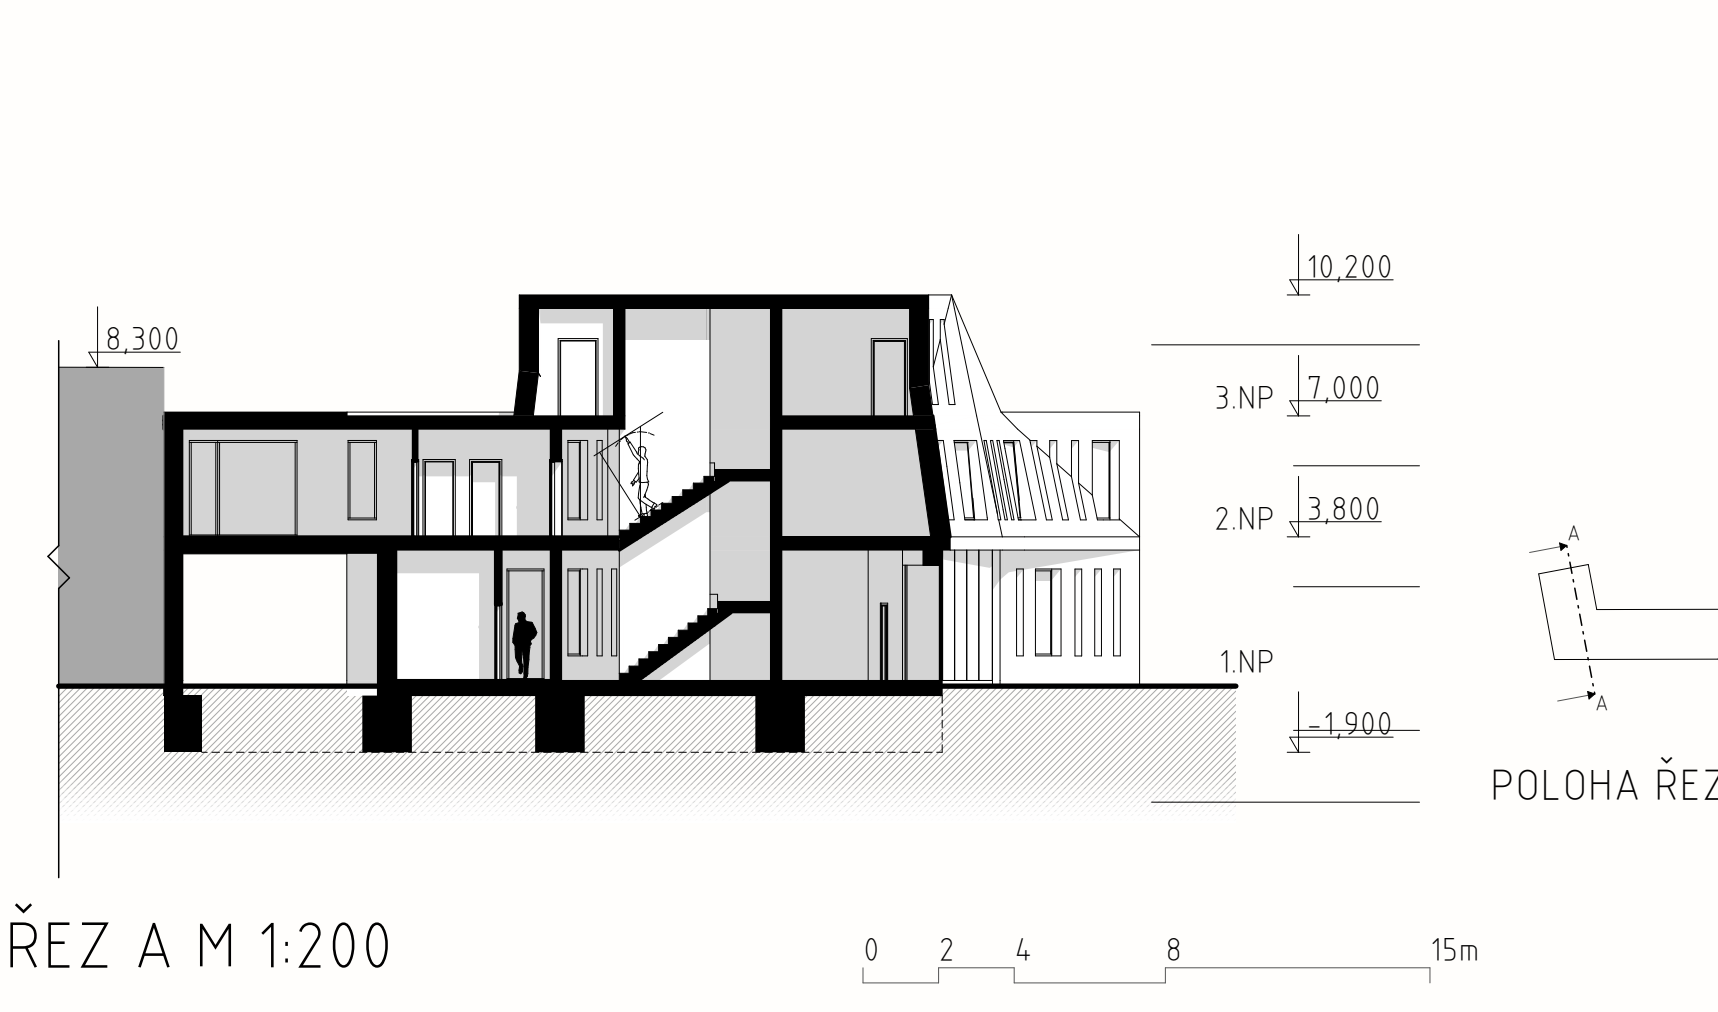 10,200
8,300
3.NP
7,000
2.NP
3,800
A
1.NP
A
-1,900
POLOHA ŘEZ
ŘEZ A M 1:200
0 2 4 8 15m